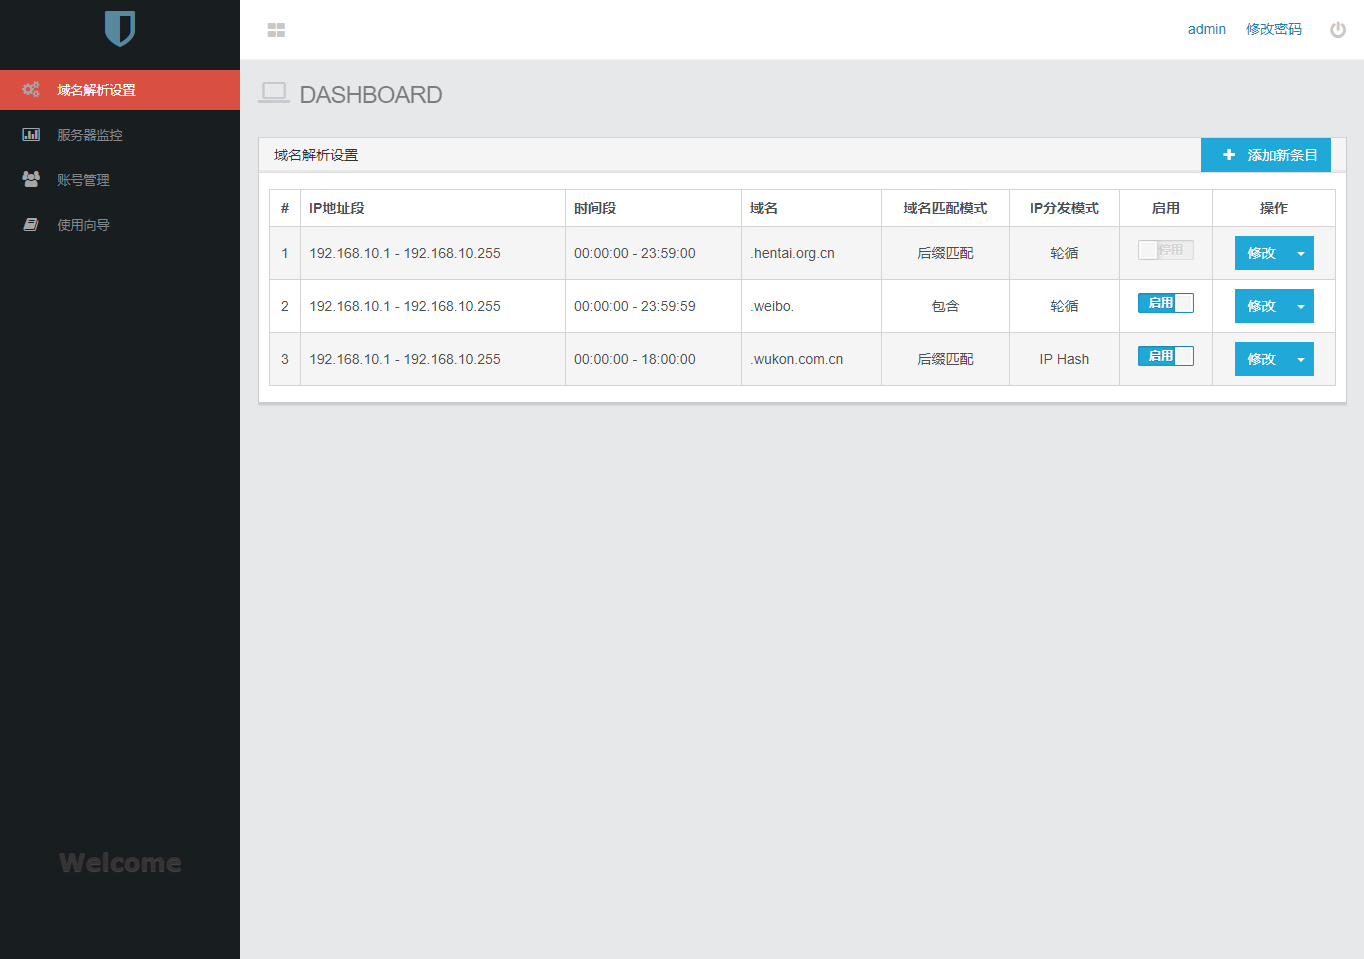 admin 修改密码
域名解析设置
服务器监控
账号管理
使用向导
Welcome
DASHBOARD
域名解析设置 添加新条目
# IP地址段 时间段 域名 域名匹配模式 IP分发模式 启用 操作
1 192.168.10.1 - 192.168.10.255 00:00:00 - 23:59:00 .hentai.org.cn 后缀匹配 轮循 停用 修改
2 192.168.10.1 - 192.168.10.255 00:00:00 - 23:59:59 .weibo. 包含 轮循 启用 修改
3 192.168.10.1 - 192.168.10.255 00:00:00 - 18:00:00 .wukon.com.cn 后缀匹配 IP Hash 启用 修改